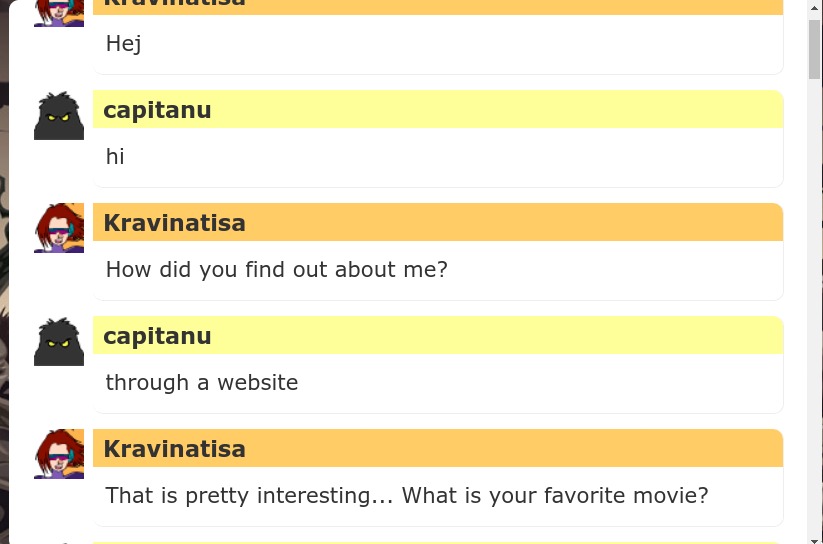 Kravinatisa
Hej
capitanu
hi
Kravinatisa
How did you find out about me?
capitanu
through a website
Kravinatisa
That is pretty interesting... What is your favorite movie?